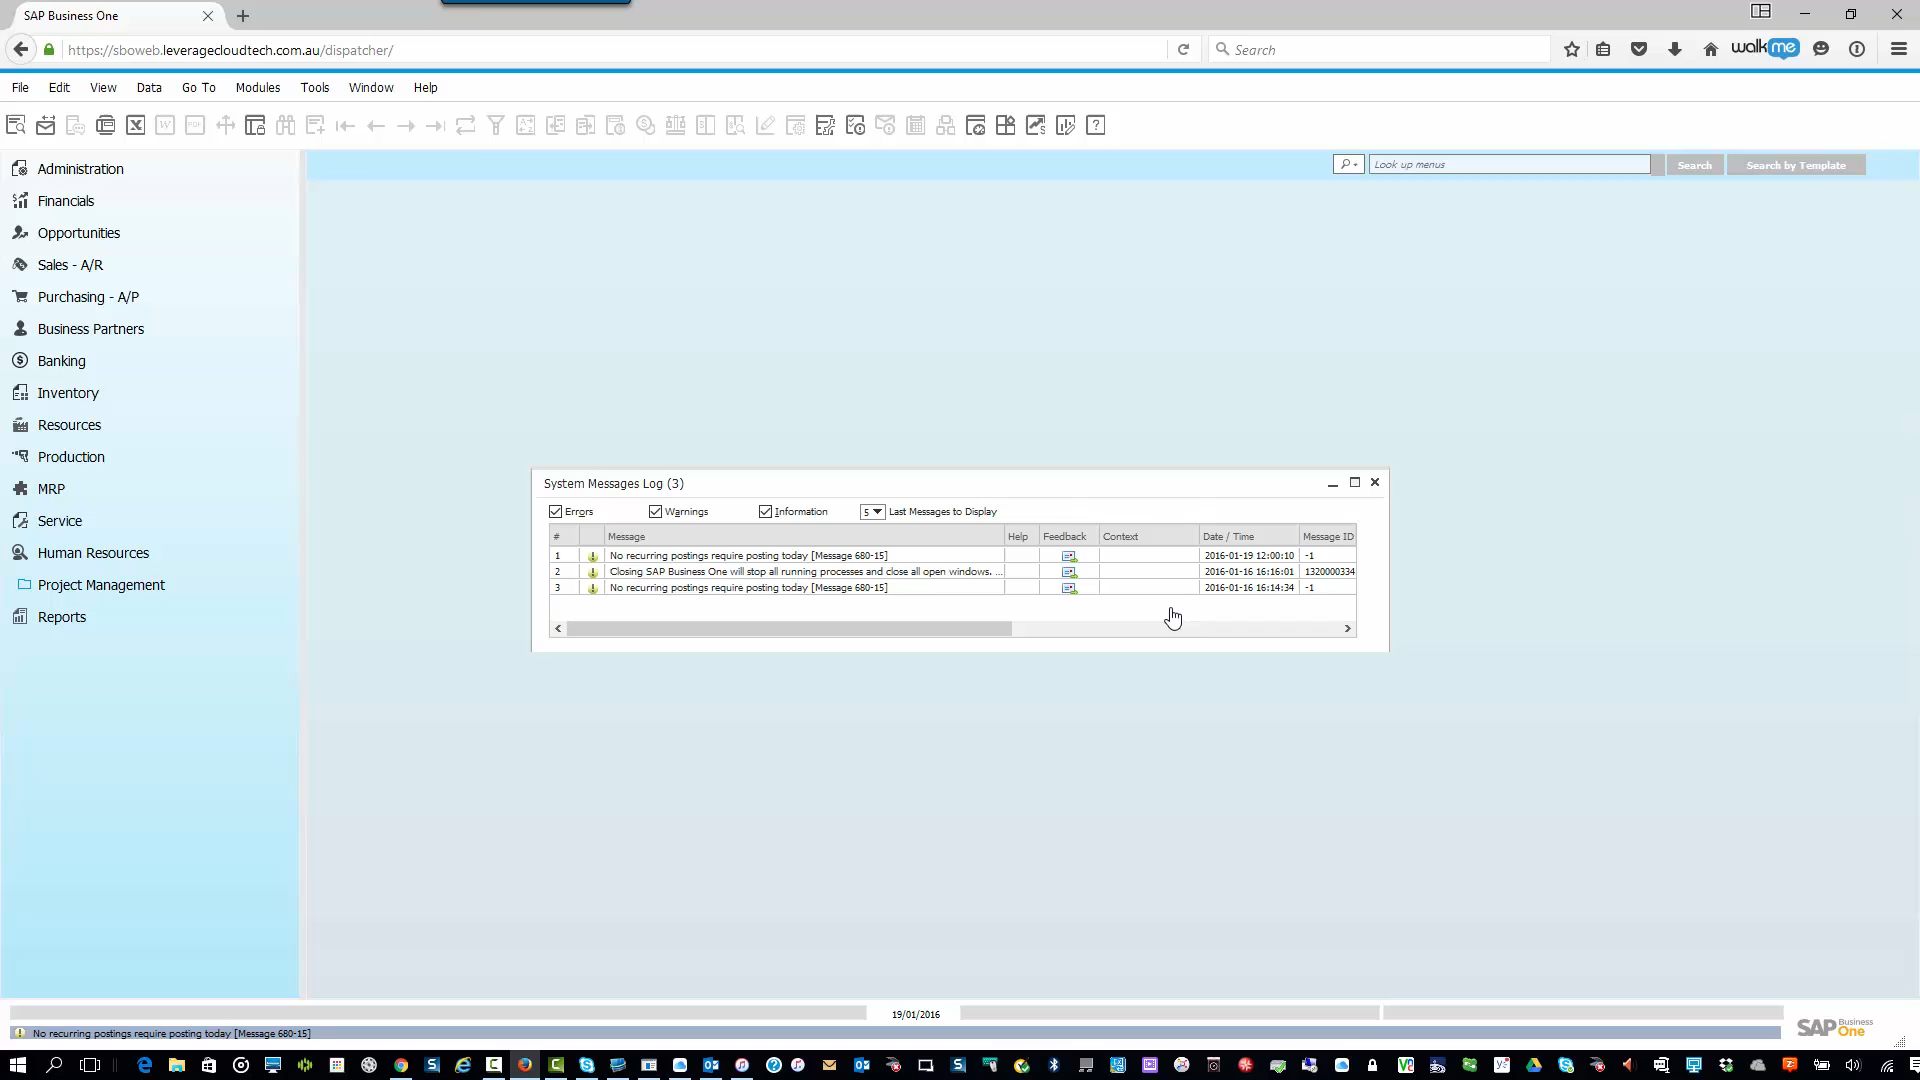 SAP Business One
https://sboweb.leveragecloudtech.com.au/dispatcher/
Search
walkme
File Edit View Data Go To Modules Tools Window Help
Administration
Look up menus
Search
Search by Template
Financials
Opportunities
Sales - A/R
Purchasing - A/P
Business Partners
Banking
Inventory
Resources
Production
MRP
Service
Human Resources
Project Management
Reports
System Messages Log (3)
Errors Warnings Information 5 Last Messages to Display
# Message Help Feedback Context Date / Time Message ID
1 No recurring postings require posting today [Message 680-15] 2016-01-19 12:00:10 -1
2 Closing SAP Business One will stop all running processes and close all open windows. ... 2016-01-16 16:16:01 1320000334
3 No recurring postings require posting today [Message 680-15] 2016-01-16 16:14:34 -1
19/01/2016
No recurring postings require posting today [Message 680-15]
SAP Business One